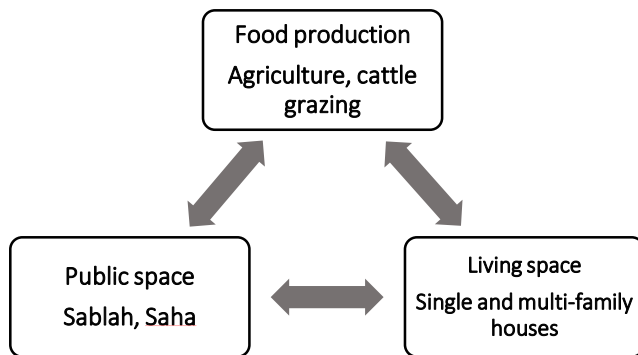 Food production
Agriculture, cattle
grazing
Public space
Sablah, Saha
Living space
Single and multi-family
houses